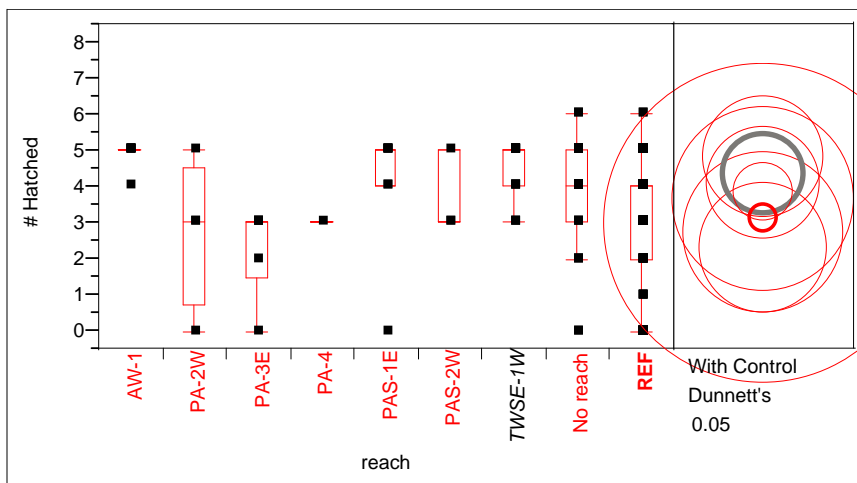 # Hatched
8
7
6
5
4
3
2
1
0
AW-1
PA-2W
PA-3E
PA-4
PAS-1E
PAS-2W
TWSE-1W
No reach
REF
reach
With Control
Dunnett's
0.05